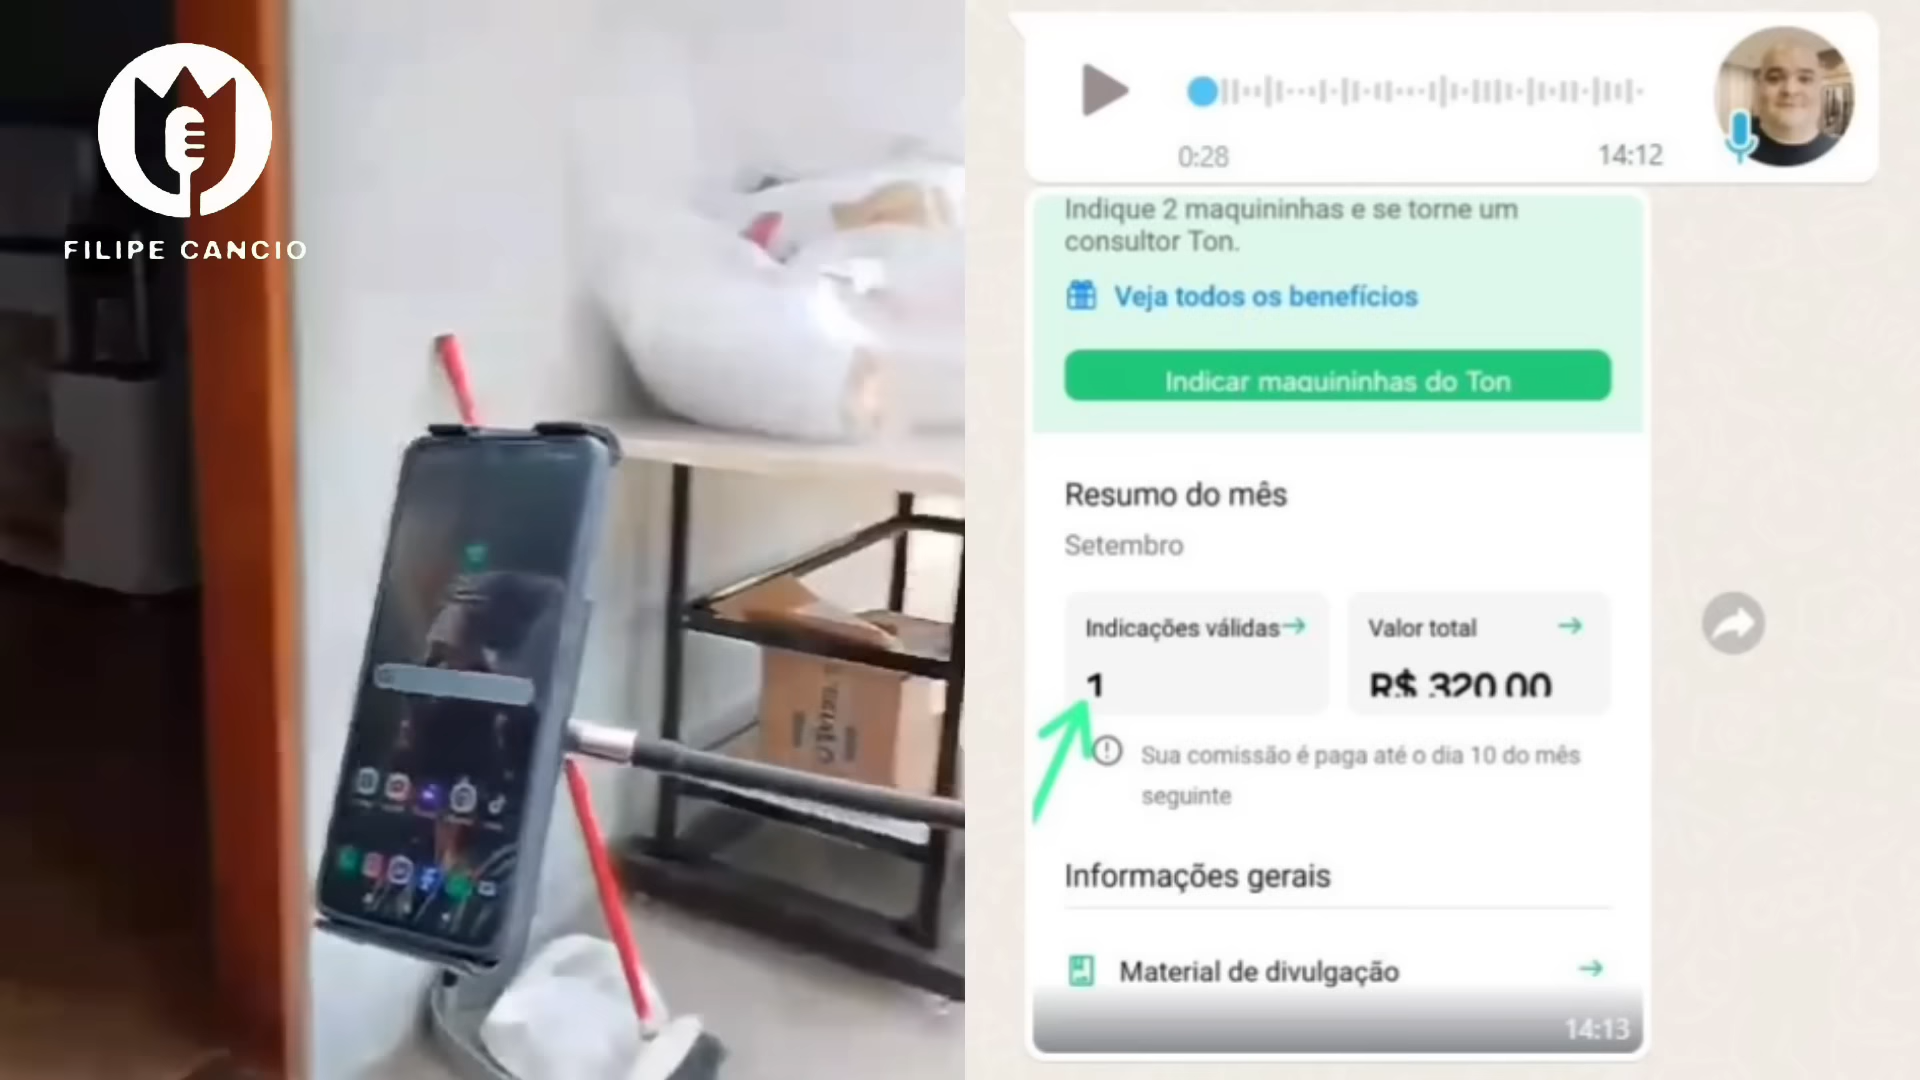 FILIPE CANCIO
0:28
14:12
Indique 2 maquininhas e se torne um
consultor Ton.
Veja todos os benefícios
Indicar maquininhas do Ton
Resumo do mês
Setembro
Indicações válidas
Valor total
1
R$ 320,00
Sua comissão é paga até o dia 10 do mês
seguinte
Informações gerais
Material de divulgação
14:13